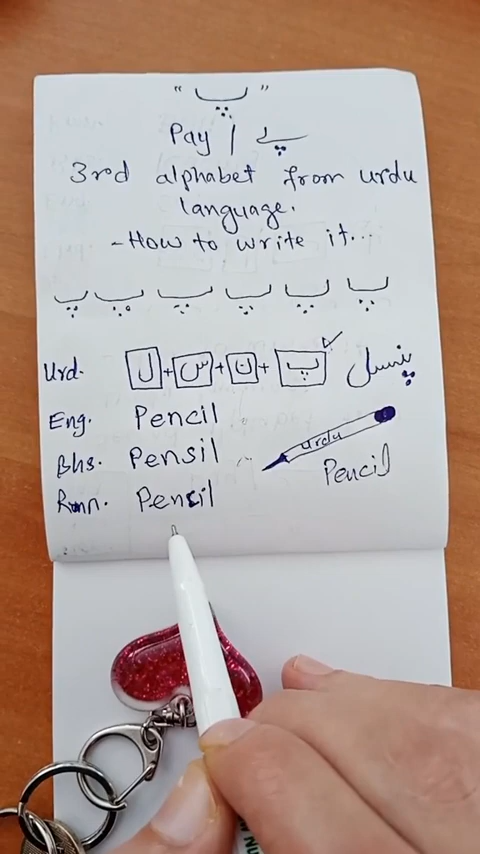 "پ"
Pay / پے
3rd alphabet from urdu
language.
-How to write it...
پ پ پ پ پ پ
Urd. ل + س + ن + پ پنسل
Eng. Pencil
Bhs. Pensil
Rmn. Pencil
urdu
Pencil